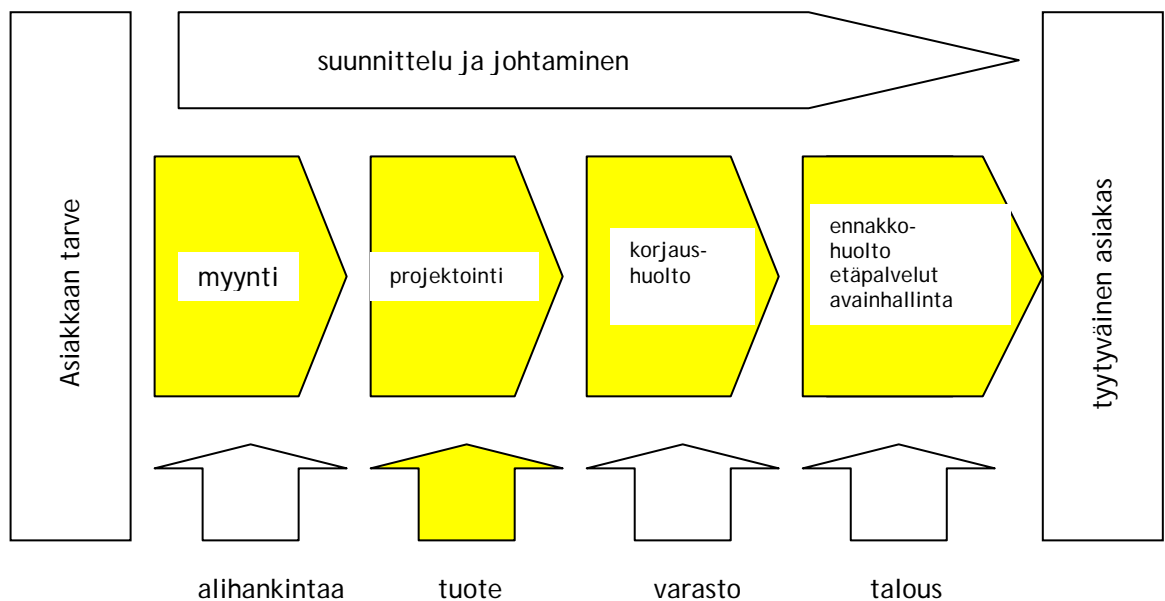 suunnittelu ja johtaminen
Asiakkaan tarve
myynti
projektointi
korjaus-
huolto
ennakko-
huolto
etäpalvelut
avainhallinta
tyytyväinen asiakas
alihankintaa
tuote
varasto
talous